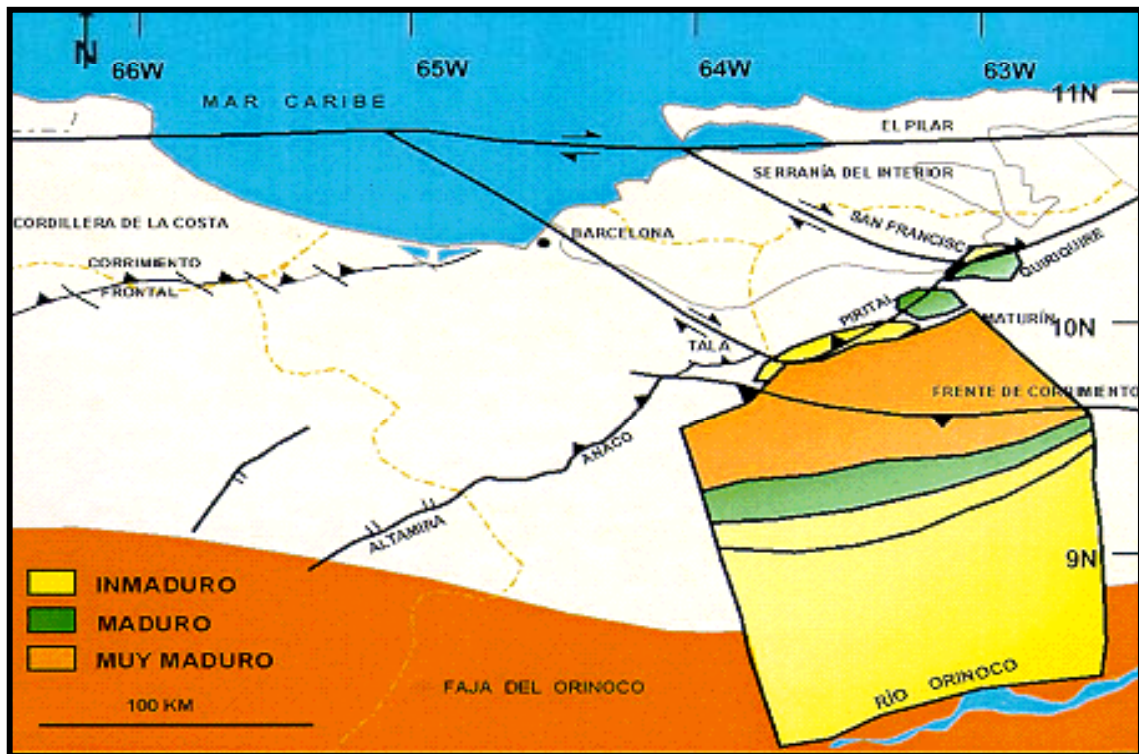 N
66W
65W
64W
63W
11N
MAR CARIBE
EL PILAR
SERRANÍA DEL INTERIOR
CORDILLERA DE LA COSTA
SAN FRANCISC
BARCELONA
QUIRIQUIRE
CORRIMIENTO
FRONTAL
PIRITAL
MATURÍN
10N
TALA
FRENTE DE CORRIMIENTO
ANACO
ALTAMIRA
9N
INMADURO
MADURO
MUY MADURO
FAJA DEL ORINOCO
RÍO ORINOCO
100 KM